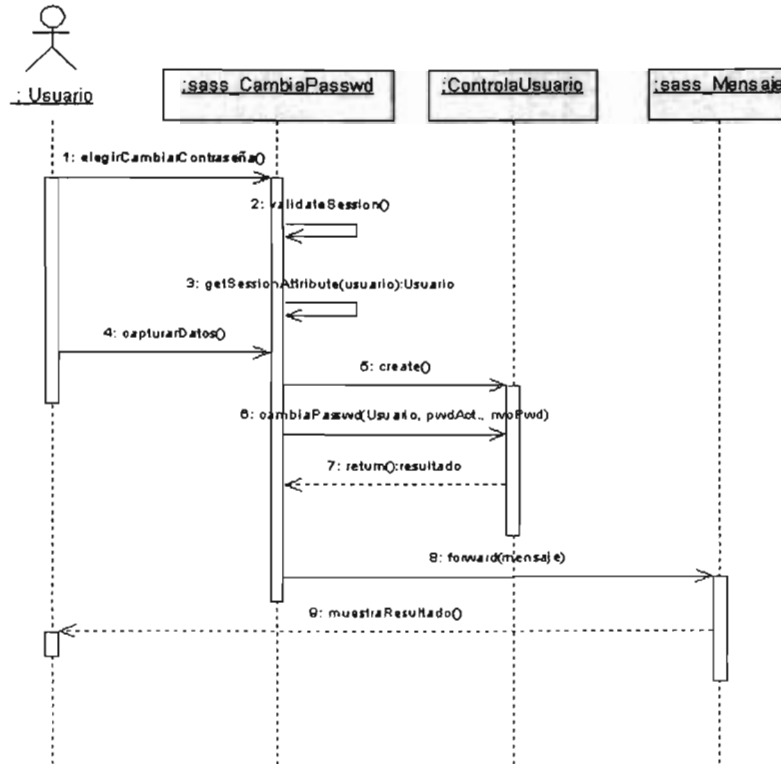 : Usuario
:sass_CambiaPasswd
:ControlaUsuario
:sass_Mensaje
1: elegirCambiarContraseña()
2: validateSession()
3: getSessionAttribute(usuario):Usuario
4: capturarDatos()
5: create()
6: cambiaPasswd(Usuario, pwdAct., nvoPwd)
7: return():resultado
8: forward(mensaje)
9: muestraResultado()